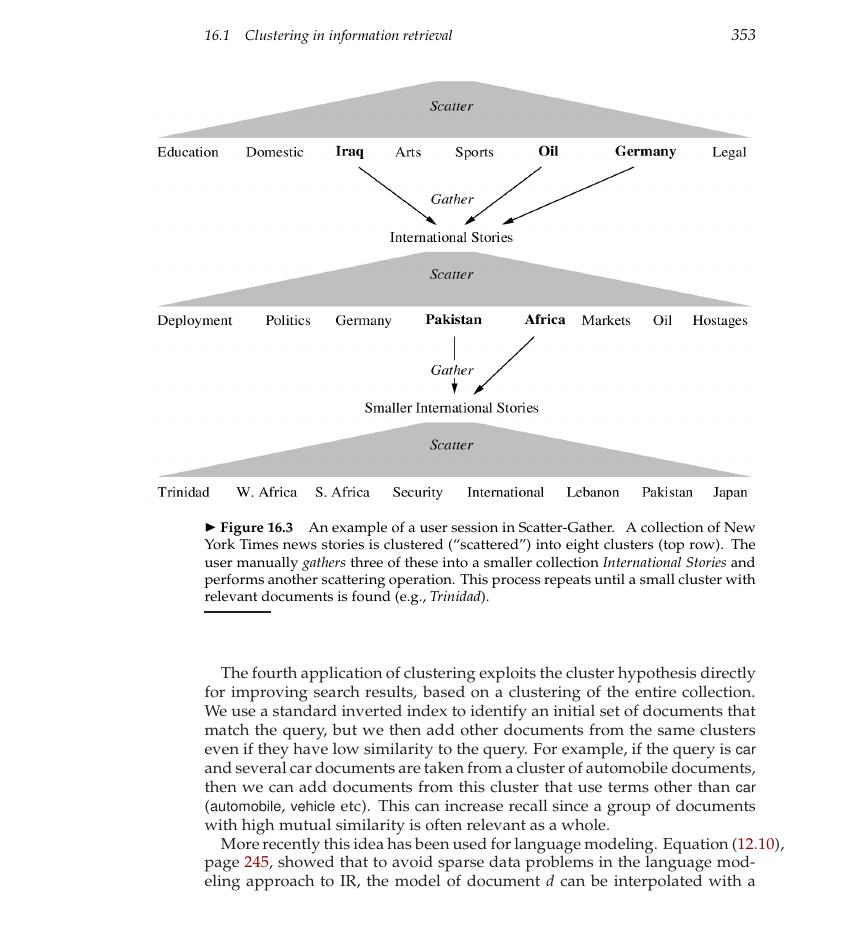 16.1 Clustering in information retrieval 353
Scatter
Education Domestic Iraq Arts Sports Oil Germany Legal
Gather
International Stories
Scatter
Deployment Politics Germany Pakistan Africa Markets Oil Hostages
Gather
Smaller International Stories
Scatter
Trinidad W. Africa S. Africa Security International Lebanon Pakistan Japan
▶ Figure 16.3 An example of a user session in Scatter-Gather. A collection of New
York Times news stories is clustered (“scattered”) into eight clusters (top row). The
user manually gathers three of these into a smaller collection International Stories and
performs another scattering operation. This process repeats until a small cluster with
relevant documents is found (e.g., Trinidad).
The fourth application of clustering exploits the cluster hypothesis directly
for improving search results, based on a clustering of the entire collection.
We use a standard inverted index to identify an initial set of documents that
match the query, but we then add other documents from the same clusters
even if they have low similarity to the query. For example, if the query is car
and several car documents are taken from a cluster of automobile documents,
then we can add documents from this cluster that use terms other than car
(automobile, vehicle etc). This can increase recall since a group of documents
with high mutual similarity is often relevant as a whole.
More recently this idea has been used for language modeling. Equation (12.10),
page 245, showed that to avoid sparse data problems in the language mod-
eling approach to IR, the model of document d can be interpolated with a